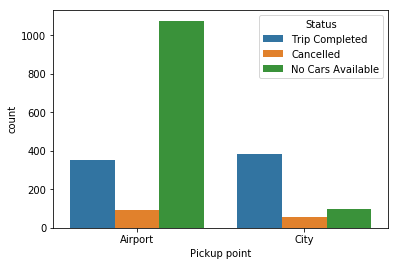 Status
Trip Completed
Cancelled
No Cars Available
1000
800
600
400
200
0
count
Airport
City
Pickup point